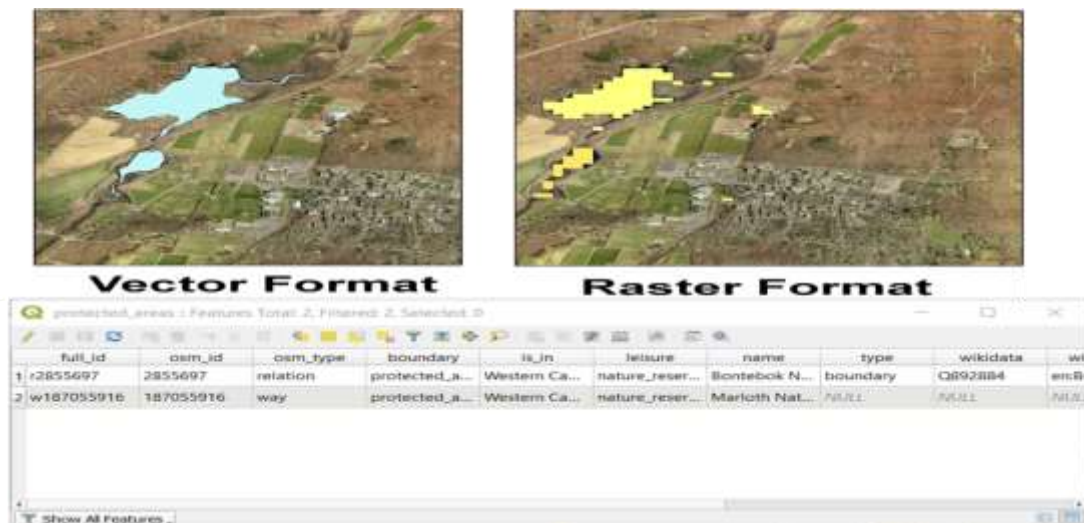 Vector Format
Raster Format
protected_areas : Features Total: 2, Filtered: 2, Selected: 0
full_id osm_id osm_type boundary is_in leisure name type wikidata wi
1 r2855697 2855697 relation protected_a... Western Ca... nature_reser... Bontebok N... boundary Q892884 en:B
2 w187055916 187055916 way protected_a... Western Ca... nature_reser... Marloth Nat... NULL NULL NULL
Show All Features